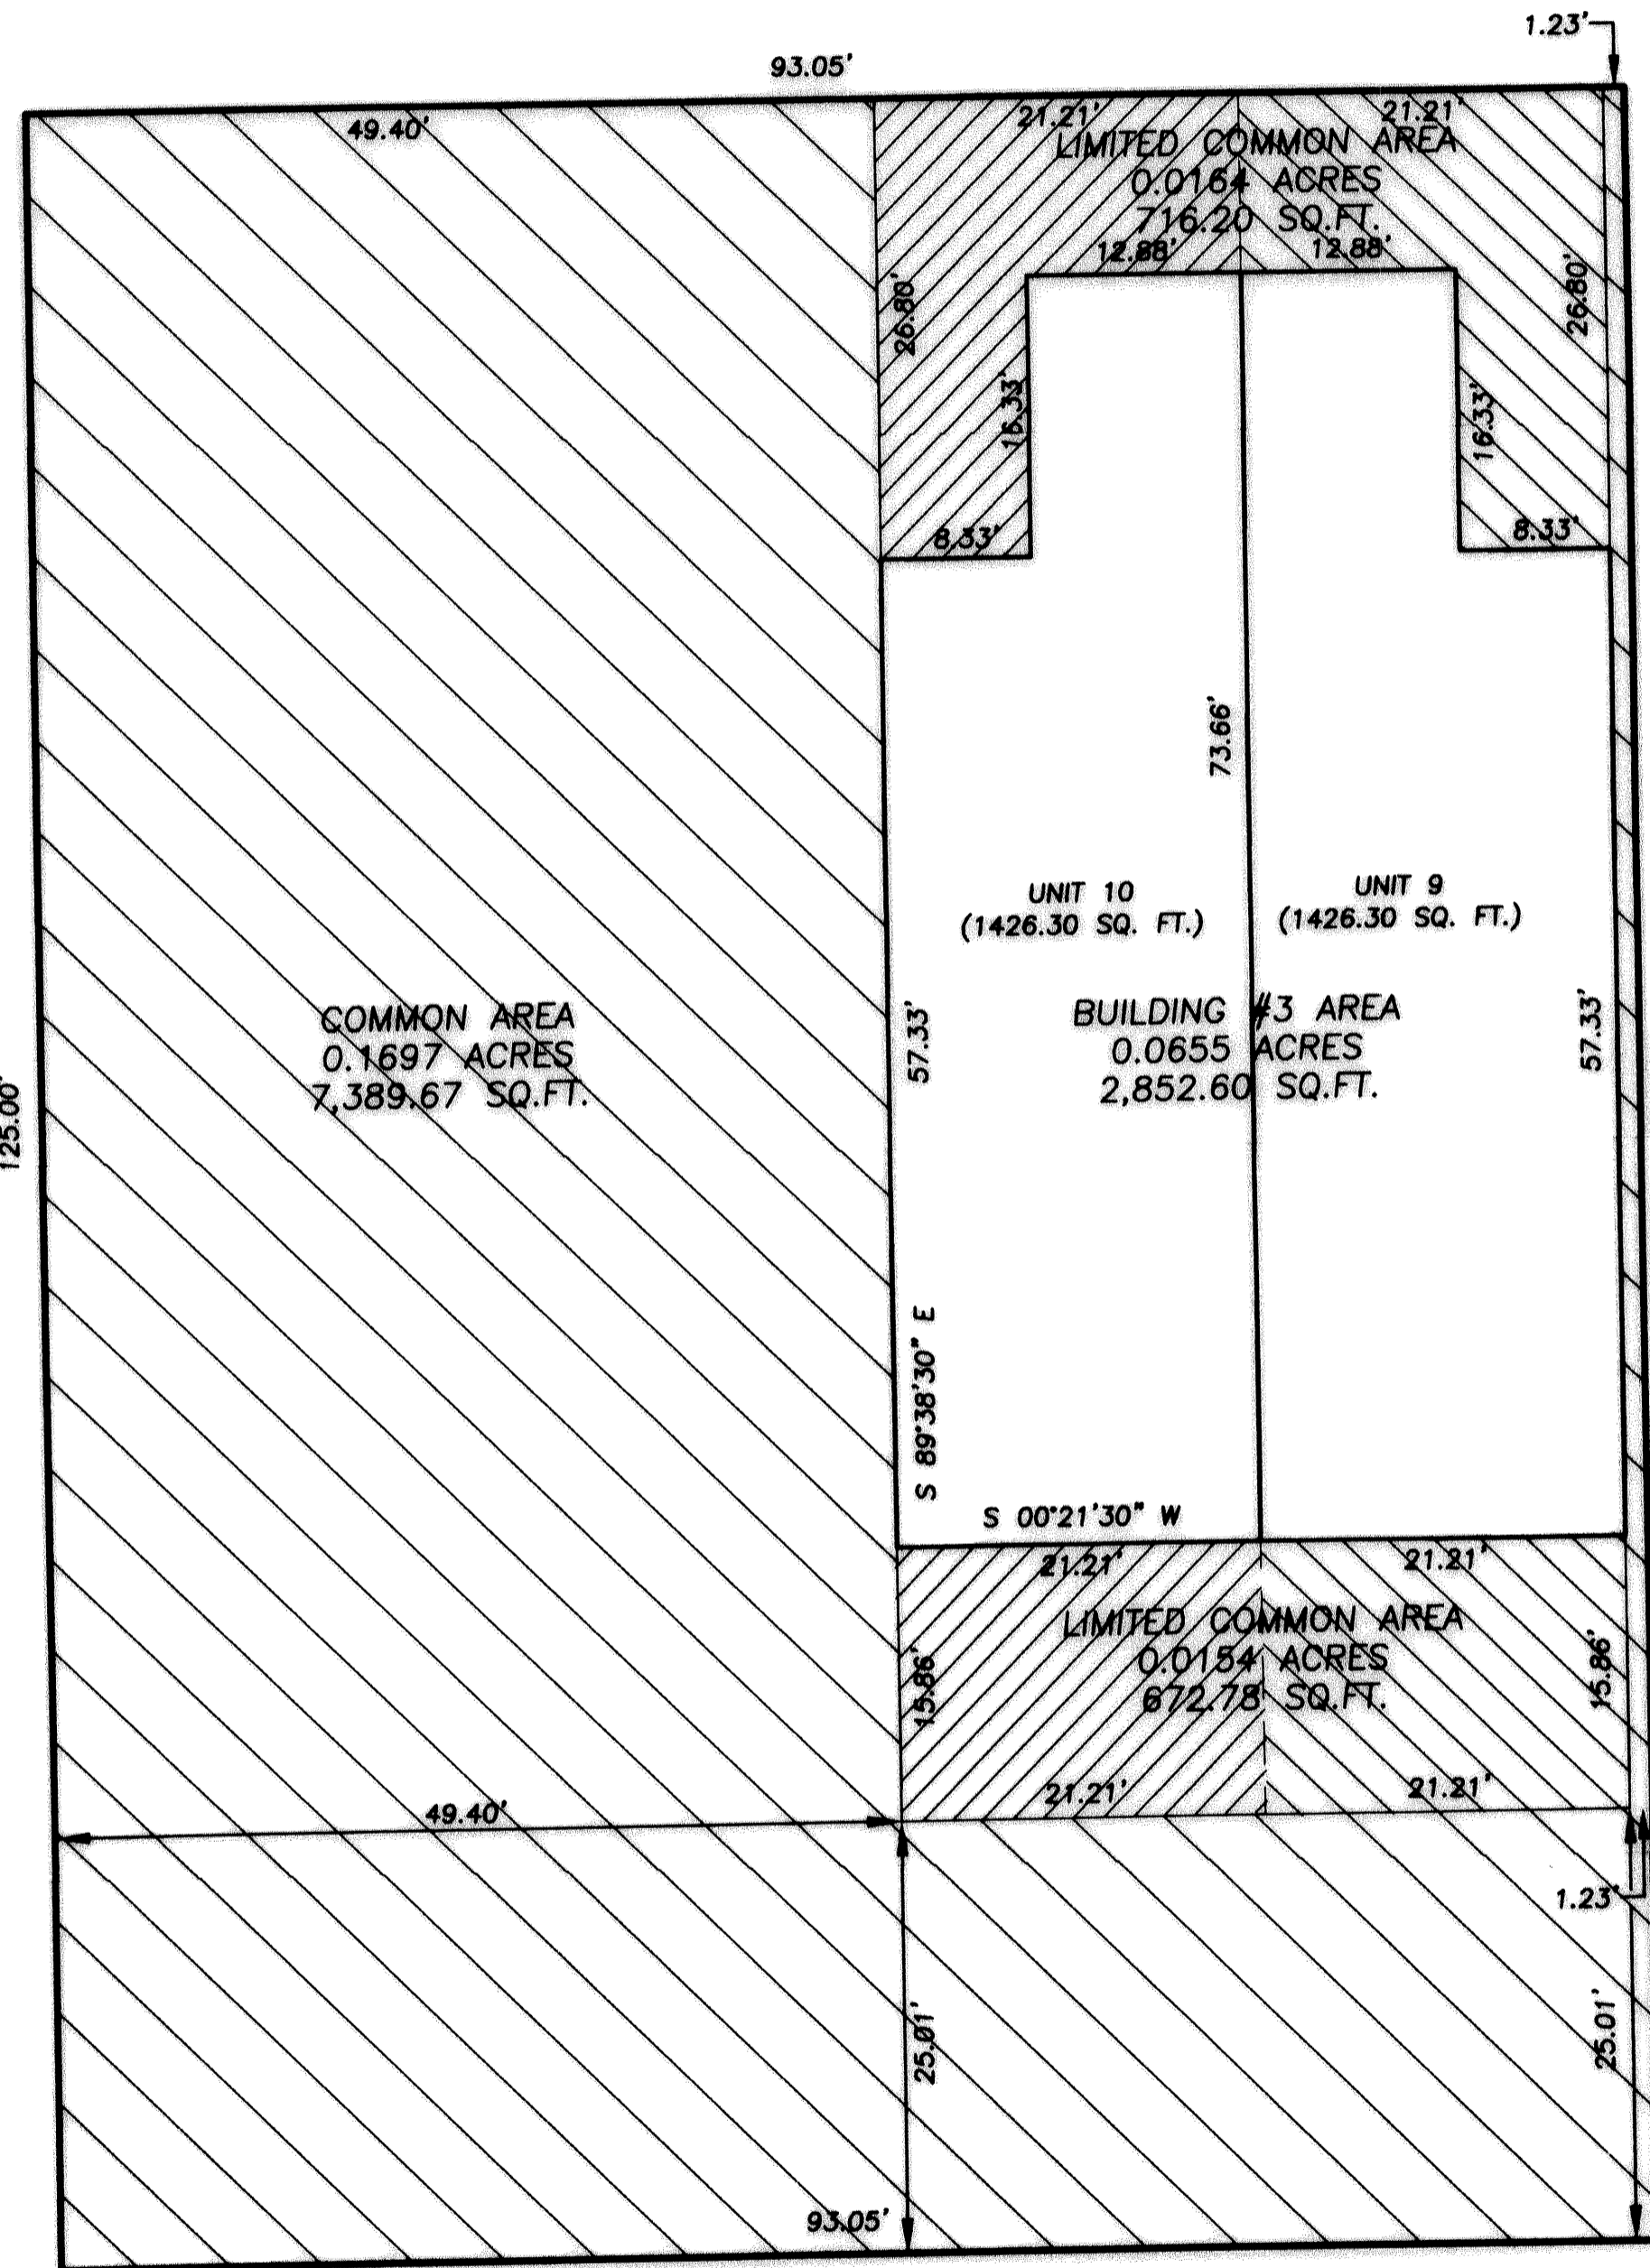 1.23'
93.05'
49.40'
21.21'
21.21'
LIMITED COMMON AREA
0.0164 ACRES
716.20 SQ.FT.
12.88'
12.88'
26.80'
26.80'
16.33'
16.33'
8.33'
8.33'
73.66'
UNIT 10
(1426.30 SQ. FT.)
UNIT 9
(1426.30 SQ. FT.)
COMMON AREA
0.1697 ACRES
7,389.67 SQ.FT.
BUILDING #3 AREA
0.0655 ACRES
2,852.60 SQ.FT.
57.33'
57.33'
125.00'
S 89°38'30" E
S 00°21'30" W
21.21'
21.21'
LIMITED COMMON AREA
0.0154 ACRES
672.78 SQ.FT.
15.86'
15.86'
21.21'
21.21'
49.40'
1.23'
25.01'
25.01'
93.05'